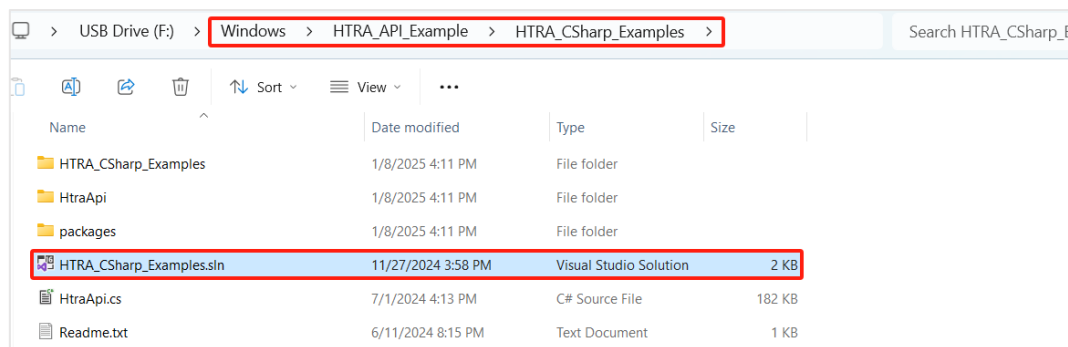 USB Drive (F:) > Windows > HTRA_API_Example > HTRA_CSharp_Examples > Search HTRA_CSharp_E
Sort View
Name Date modified Type Size
HTRA_CSharp_Examples 1/8/2025 4:11 PM File folder
HtraApi 1/8/2025 4:11 PM File folder
packages 1/8/2025 4:11 PM File folder
HTRA_CSharp_Examples.sln 11/27/2024 3:58 PM Visual Studio Solution 2 KB
HtraApi.cs 7/1/2024 4:13 PM C# Source File 182 KB
Readme.txt 6/11/2024 8:15 PM Text Document 1 KB